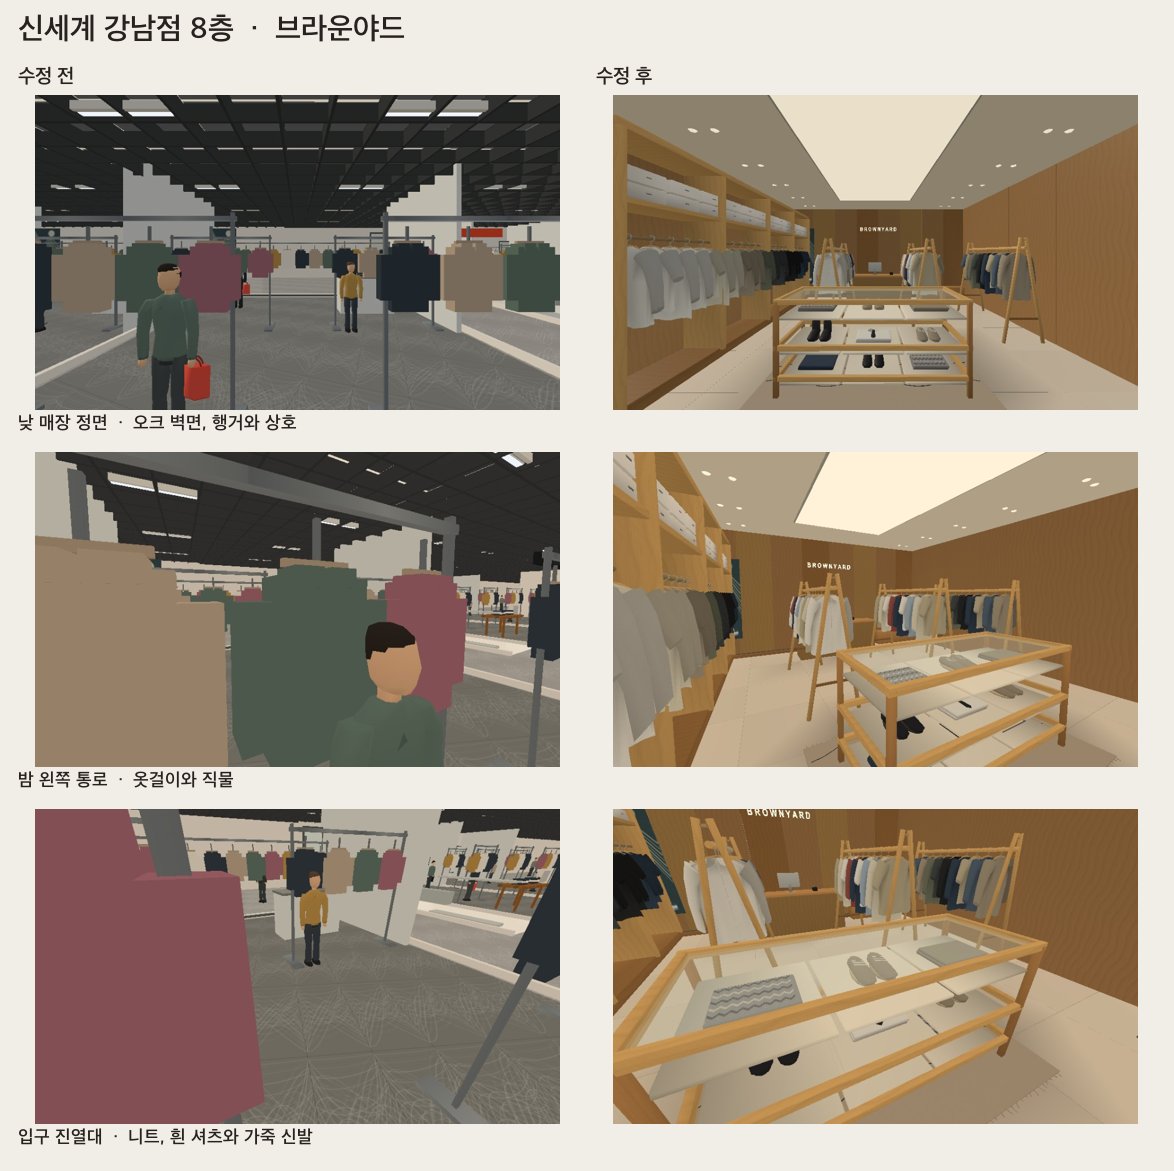 신세계 강남점 8층 · 브라운야드
수정 전
수정 후
BROWNYARD
낮 매장 정면 · 오크 벽면, 행거와 상호
BROWNYARD
밤 왼쪽 통로 · 옷걸이와 직물
BROWNYARD
입구 진열대 · 니트, 흰 셔츠와 가죽 신발